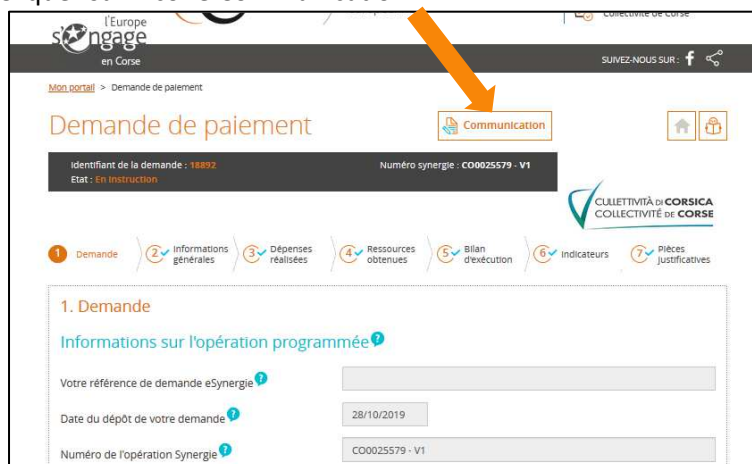 l'Europe
s'engage
en Corse
Collectivité de Corse
SUIVEZ-NOUS SUR :
Mon portail > Demande de paiement
Demande de paiement
Communication
Identifiant de la demande : 18892
Numéro synergie : CO0025579 - V1
Etat : En instruction
CULLETTIVITÀ DI CORSICA
COLLECTIVITÉ DE CORSE
1 Demande
2 Informations générales
3 Dépenses réalisées
4 Ressources obtenues
5 Bilan d'exécution
6 Indicateurs
7 Pièces justificatives
1. Demande
Informations sur l'opération programmée ?
Votre référence de demande eSynergie ?
Date du dépôt de votre demande ?
28/10/2019
Numéro de l'opération Synergie ?
CO0025579 - V1